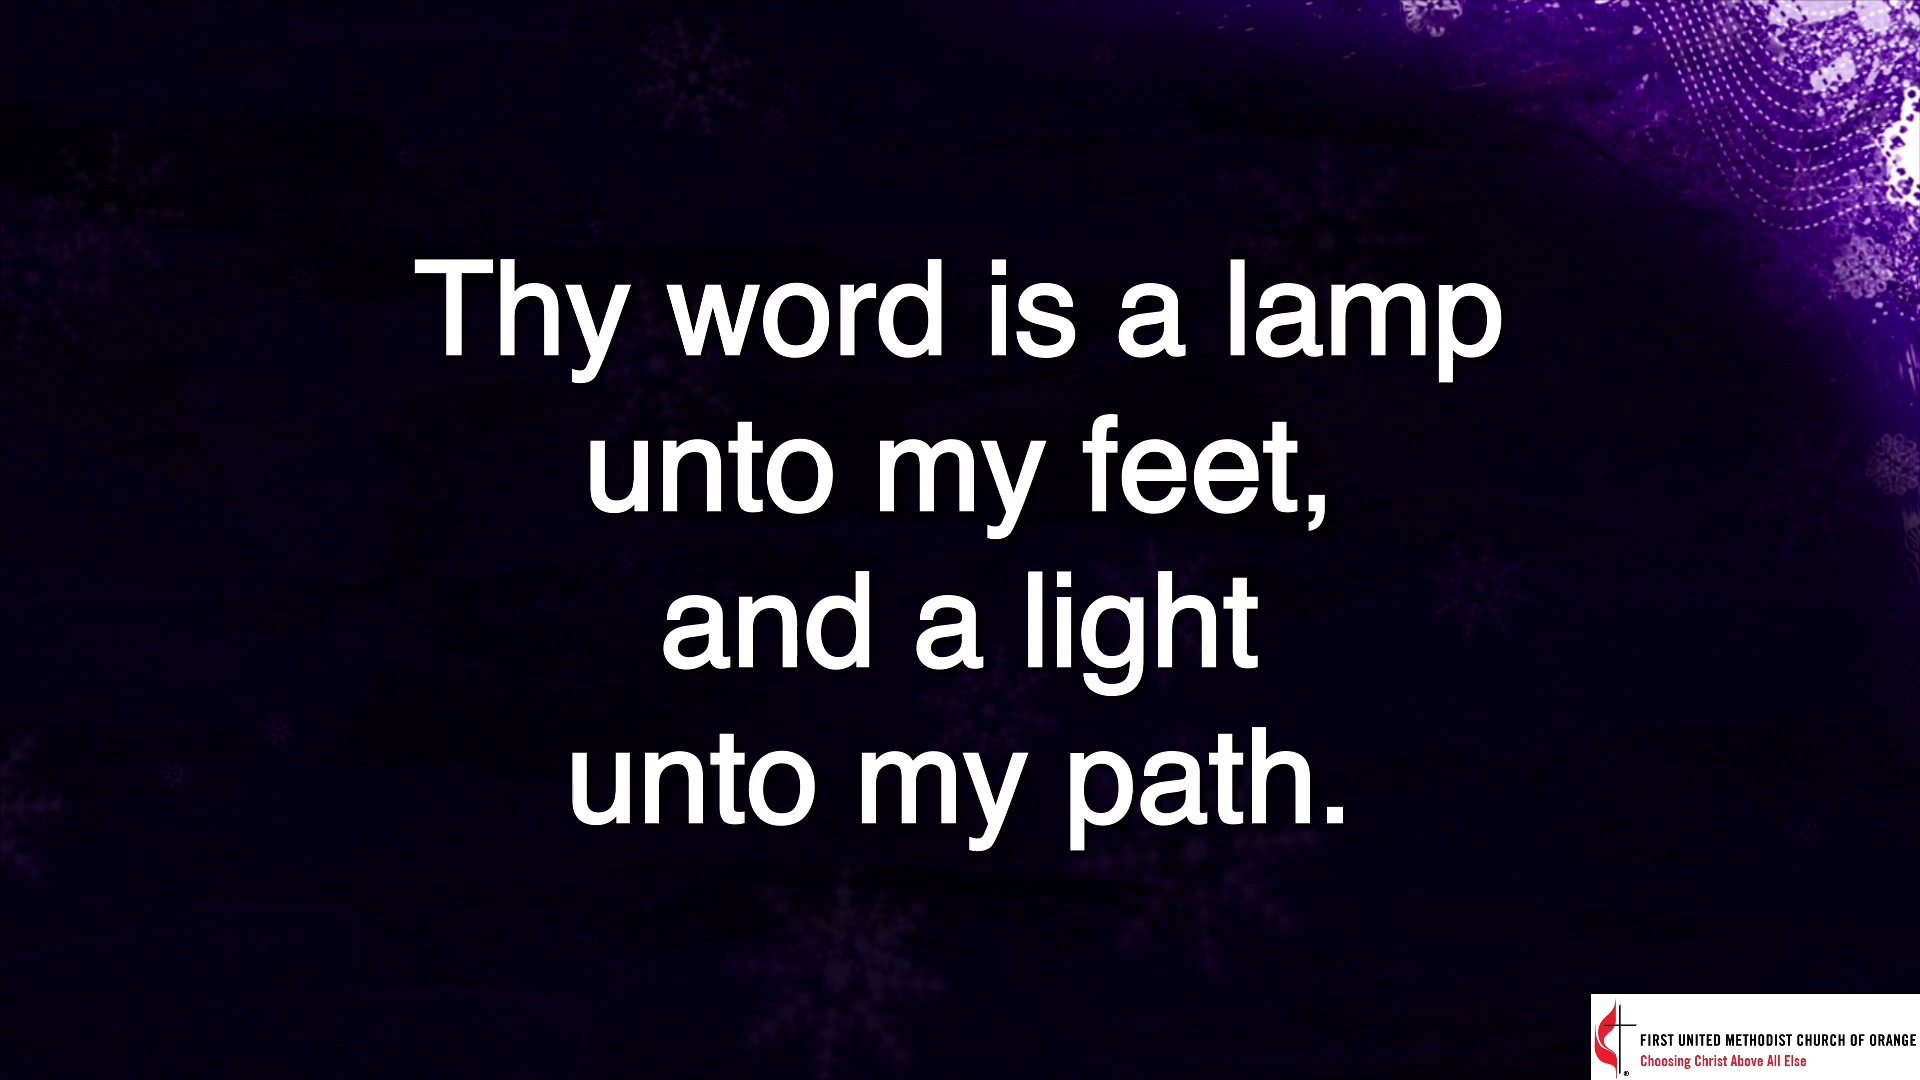 Thy word is a lamp
unto my feet,
and a light
unto my path.
FIRST UNITED METHODIST CHURCH OF ORANGE
Choosing Christ Above All Else
®